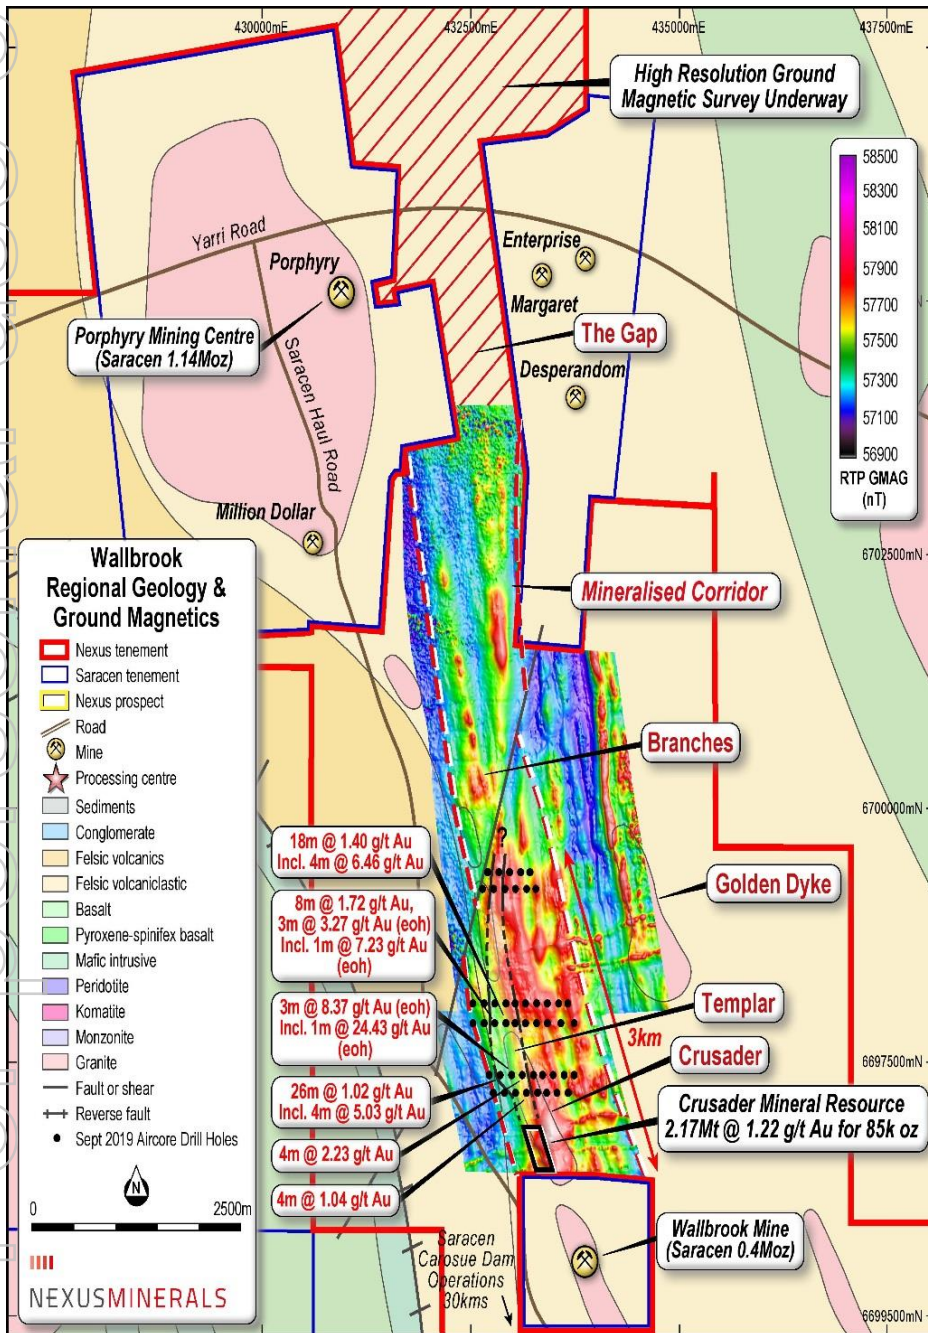 430000mE
432500mE
435000mE
437500mE
High Resolution Ground
Magnetic Survey Underway
58500
58300
58100
57900
57700
57500
57300
57100
56900
RTP GMAG
(nT)
Yarri Road
Porphyry
Enterprise
Margaret
Porphyry Mining Centre
(Saracen 1.14Moz)
The Gap
Desperandom
Saracen Haul Road
Million Dollar
6702500mN
Mineralised Corridor
Wallbrook
Regional Geology &
Ground Magnetics
Nexus tenement
Saracen tenement
Nexus prospect
Road
Mine
Processing centre
Sediments
Conglomerate
Felsic volcanics
Felsic volcaniclastic
Basalt
Pyroxene-spinifex basalt
Mafic intrusive
Peridotite
Komatite
Monzonite
Granite
Fault or shear
Reverse fault
Sept 2019 Aircore Drill Holes
N
0 2500m
NEXUSMINERALS
Branches
6700000mN
?
18m @ 1.40 g/t Au
Incl. 4m @ 6.46 g/t Au
8m @ 1.72 g/t Au,
3m @ 3.27 g/t Au (eoh)
Incl. 1m @ 7.23 g/t Au
(eoh)
3m @ 8.37 g/t Au (eoh)
Incl. 1m @ 24.43 g/t Au
(eoh)
26m @ 1.02 g/t Au
Incl. 4m @ 5.03 g/t Au
4m @ 2.23 g/t Au
4m @ 1.04 g/t Au
Golden Dyke
Templar
3km
Crusader
6697500mN
Crusader Mineral Resource
2.17Mt @ 1.22 g/t Au for 85k oz
Wallbrook Mine
(Saracen 0.4Moz)
Saracen
Carosue Dam
Operations
30kms
6699500mN